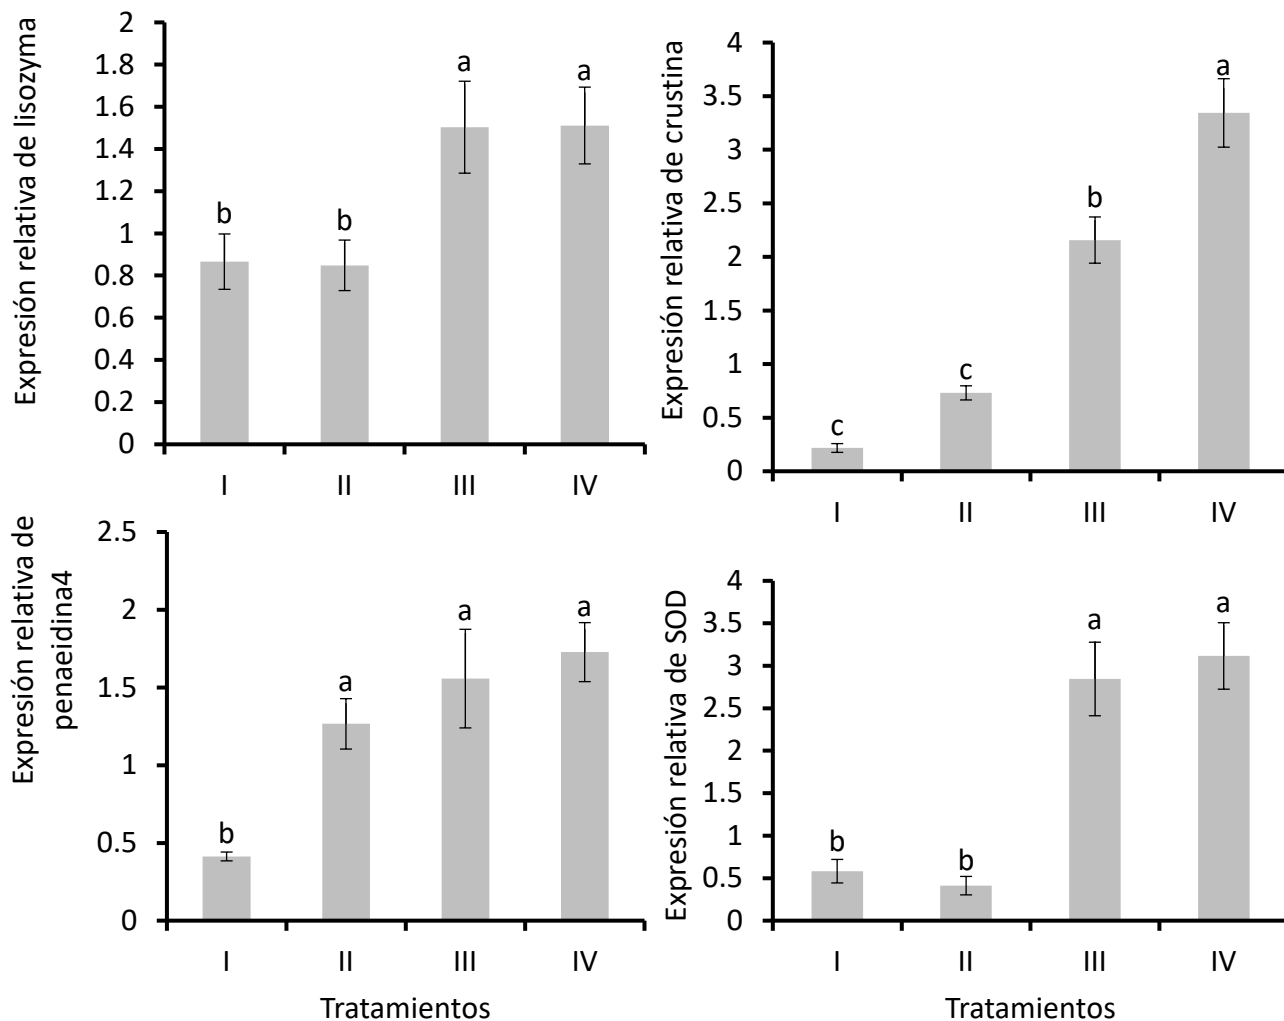 Expresión relativa de lisozyma
2
1.8
1.6
1.4
1.2
1
0.8
0.6
0.4
0.2
0
b
b
a
a
I
II
III
IV
Expresión relativa de crustina
4
3.5
3
2.5
2
1.5
1
0.5
0
c
c
b
a
I
II
III
IV
Expresión relativa de
penaeidina4
2.5
2
1.5
1
0.5
0
b
a
a
a
I
II
III
IV
Tratamientos
Expresión relativa de SOD
4
3.5
3
2.5
2
1.5
1
0.5
0
b
b
a
a
I
II
III
IV
Tratamientos